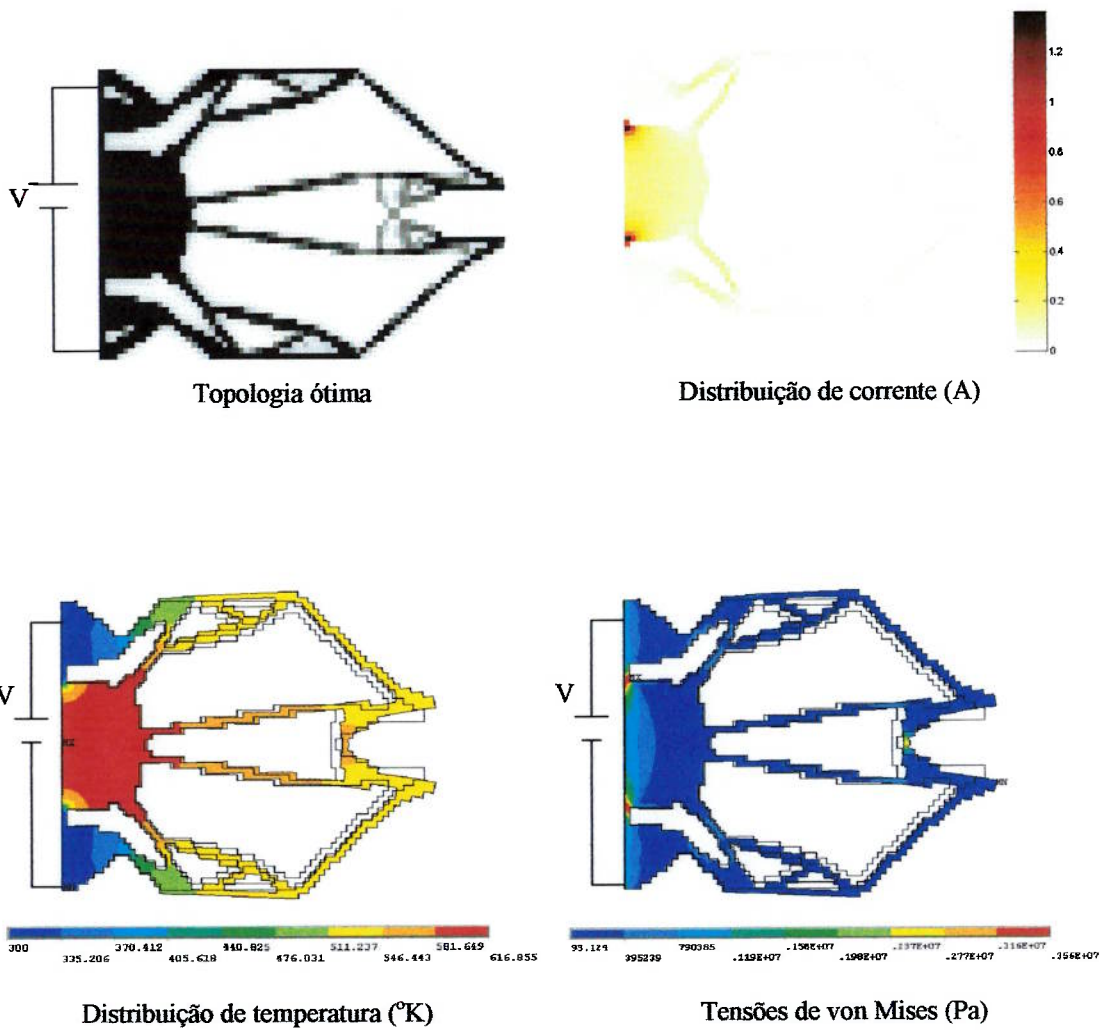 V
1.2
1
0.8
0.6
0.4
0.2
0
Topologia ótima
Distribuição de corrente (A)
V
V
300 370.412 440.825 511.237 581.649
335.206 405.618 476.031 546.443 616.855
93.124 790385 .158E+07 .237E+07 .316E+07
395239 .119E+07 .198E+07 .277E+07 .356E+07
Distribuição de temperatura (ºK)
Tensões de von Mises (Pa)